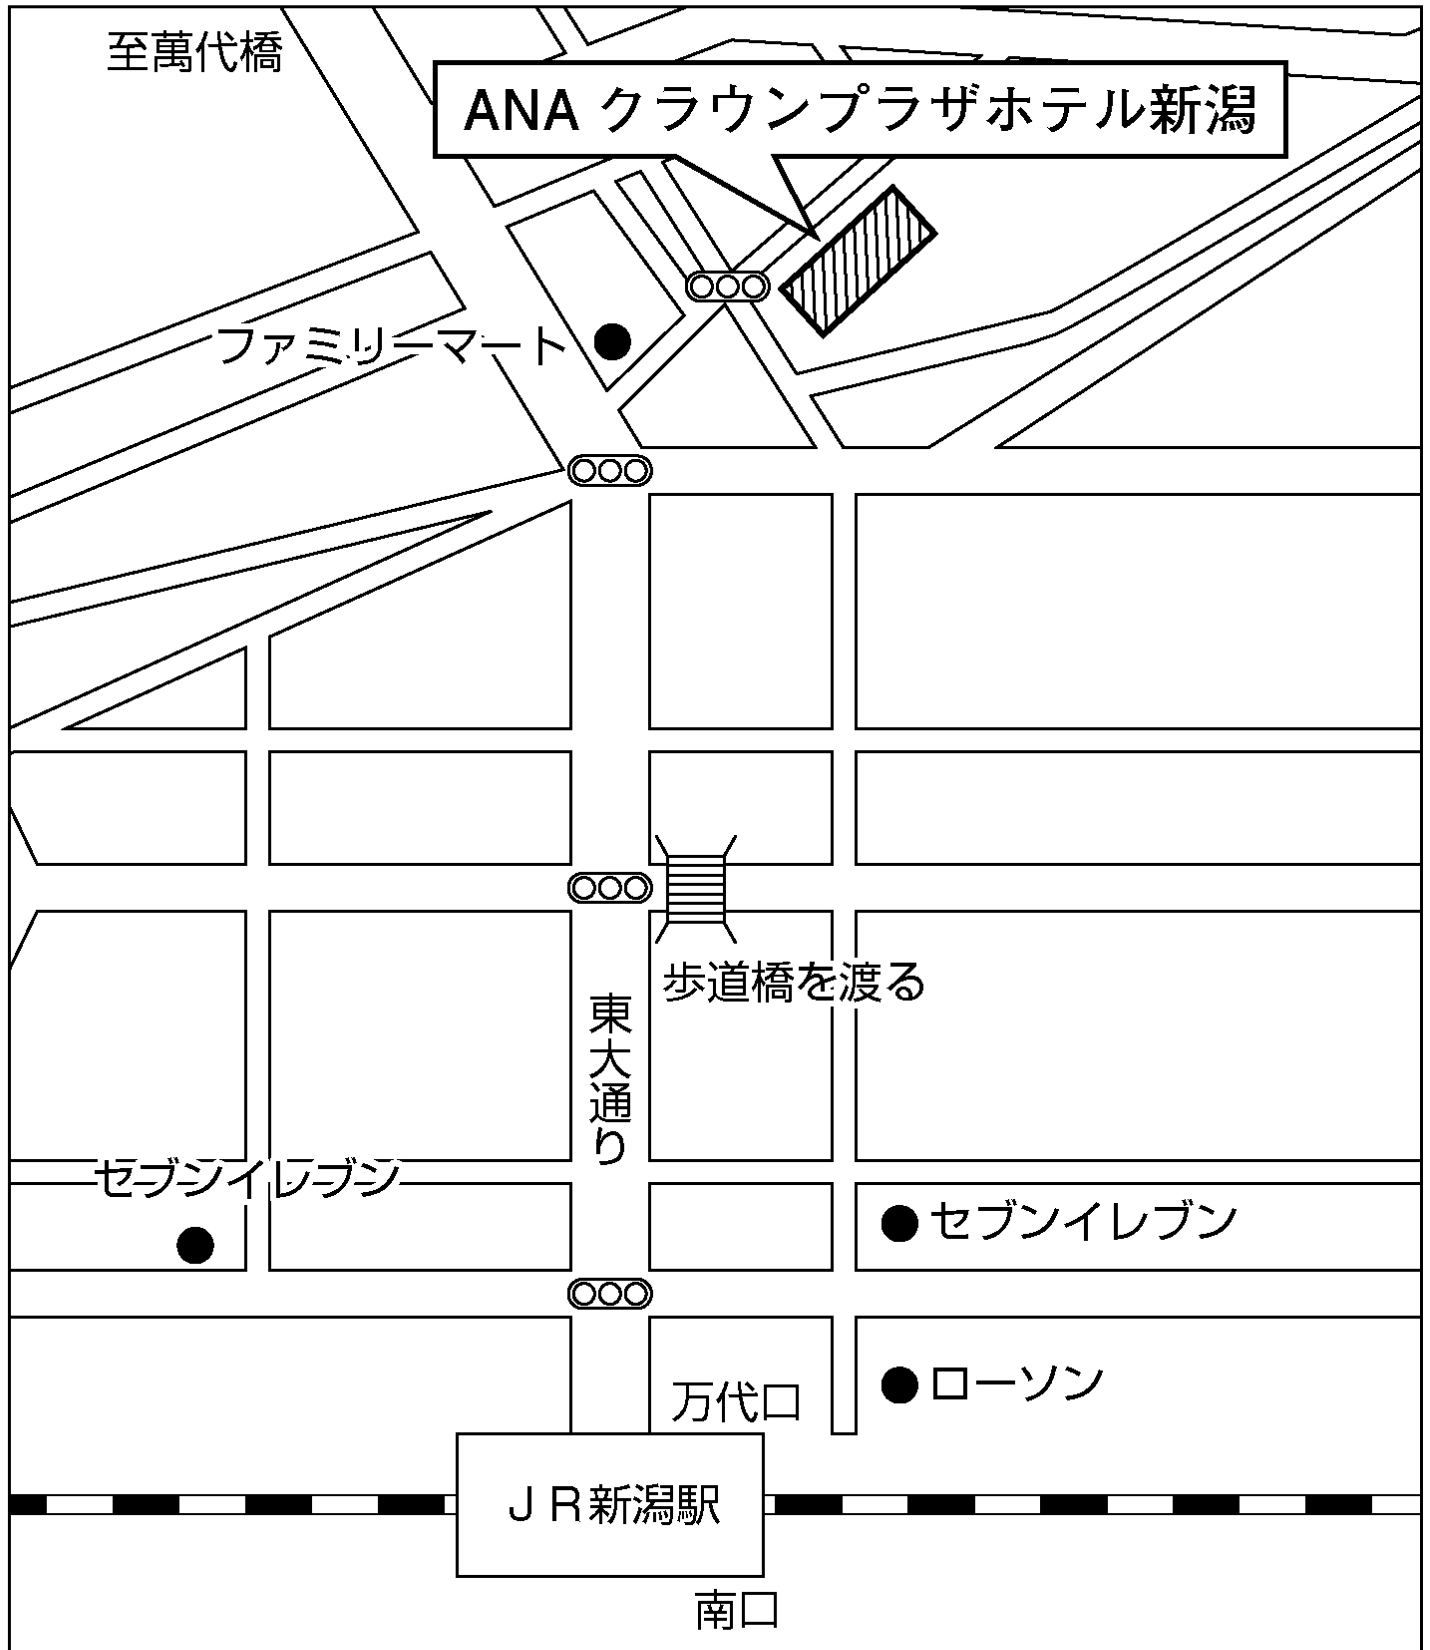 至萬代橋
ANA クラウンプラザホテル新潟
ファミリーマート
歩道橋を渡る
東大通り
セブンイレブン
セブンイレブン
ローソン
万代口
ＪＲ新潟駅
南口